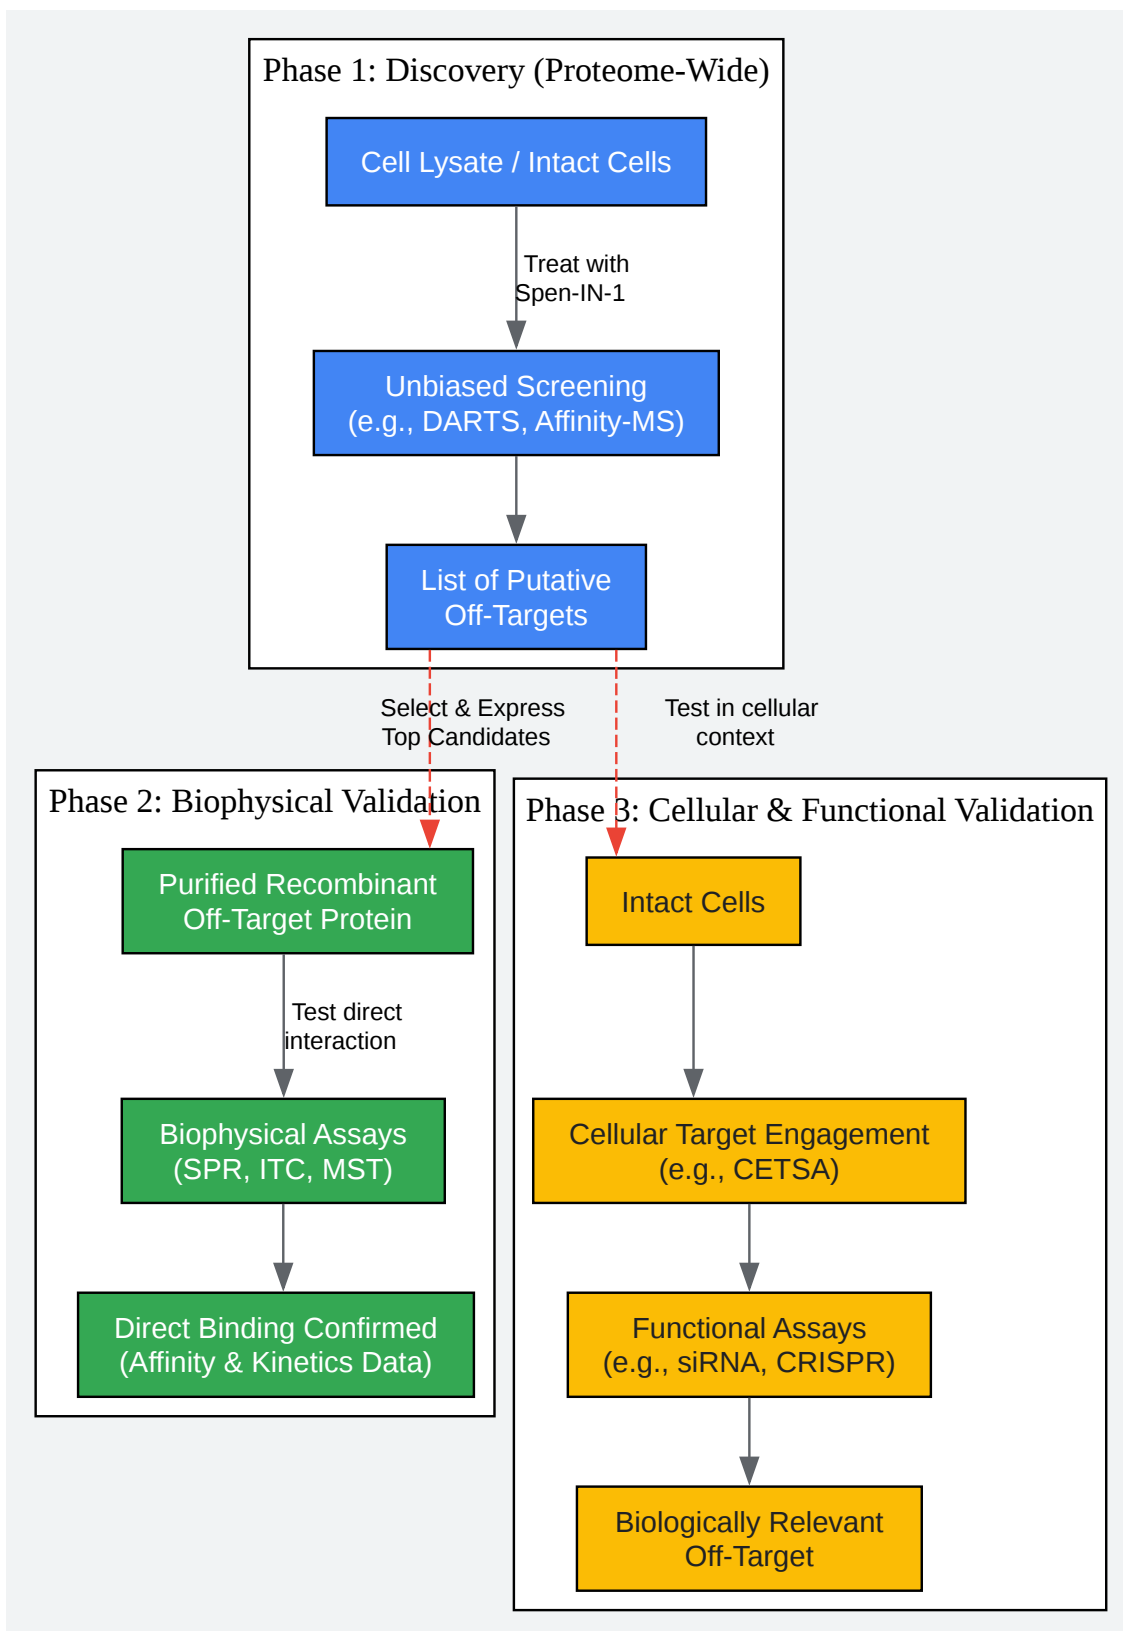 Phase 1: Discovery (Proteome-Wide)
Cell Lysate / Intact Cells
Treat with
Spen-IN-1
Unbiased Screening
(e.g., DARTS, Affinity-MS)
List of Putative
Off-Targets
Select & Express
Top Candidates
Test in cellular
context
Phase 2: Biophysical Validation
Purified Recombinant
Off-Target Protein
Test direct
interaction
Biophysical Assays
(SPR, ITC, MST)
Direct Binding Confirmed
(Affinity & Kinetics Data)
Phase 3: Cellular & Functional Validation
Intact Cells
Cellular Target Engagement
(e.g., CETSA)
Functional Assays
(e.g., siRNA, CRISPR)
Biologically Relevant
Off-Target